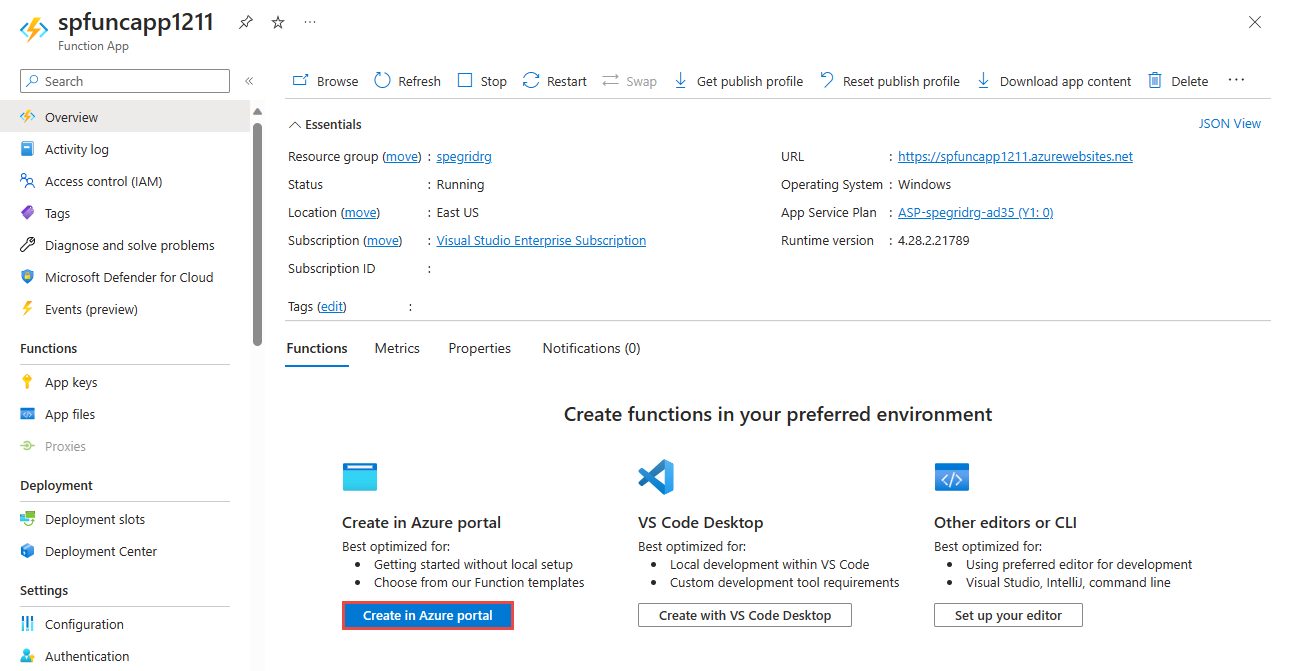 spfuncapp1211
Function App
Search
Overview
Activity log
Access control (IAM)
Tags
Diagnose and solve problems
Microsoft Defender for Cloud
Events (preview)
Functions
App keys
App files
Proxies
Deployment
Deployment slots
Deployment Center
Settings
Configuration
Authentication
Browse Refresh Stop Restart Swap Get publish profile Reset publish profile Download app content Delete ...
Essentials JSON View
Resource group (move) : spegridrg
Status : Running
Location (move) : East US
Subscription (move) : Visual Studio Enterprise Subscription
Subscription ID :
Tags (edit) :
URL : https://spfuncapp1211.azurewebsites.net
Operating System : Windows
App Service Plan : ASP-spegridrg-ad35 (Y1: 0)
Runtime version : 4.28.2.21789
Functions Metrics Properties Notifications (0)
Create functions in your preferred environment
Create in Azure portal
Best optimized for:
• Getting started without local setup
• Choose from our Function templates
Create in Azure portal
VS Code Desktop
Best optimized for:
• Local development within VS Code
• Custom development tool requirements
Create with VS Code Desktop
Other editors or CLI
Best optimized for:
• Using preferred editor for development
• Visual Studio, IntelliJ, command line
Set up your editor